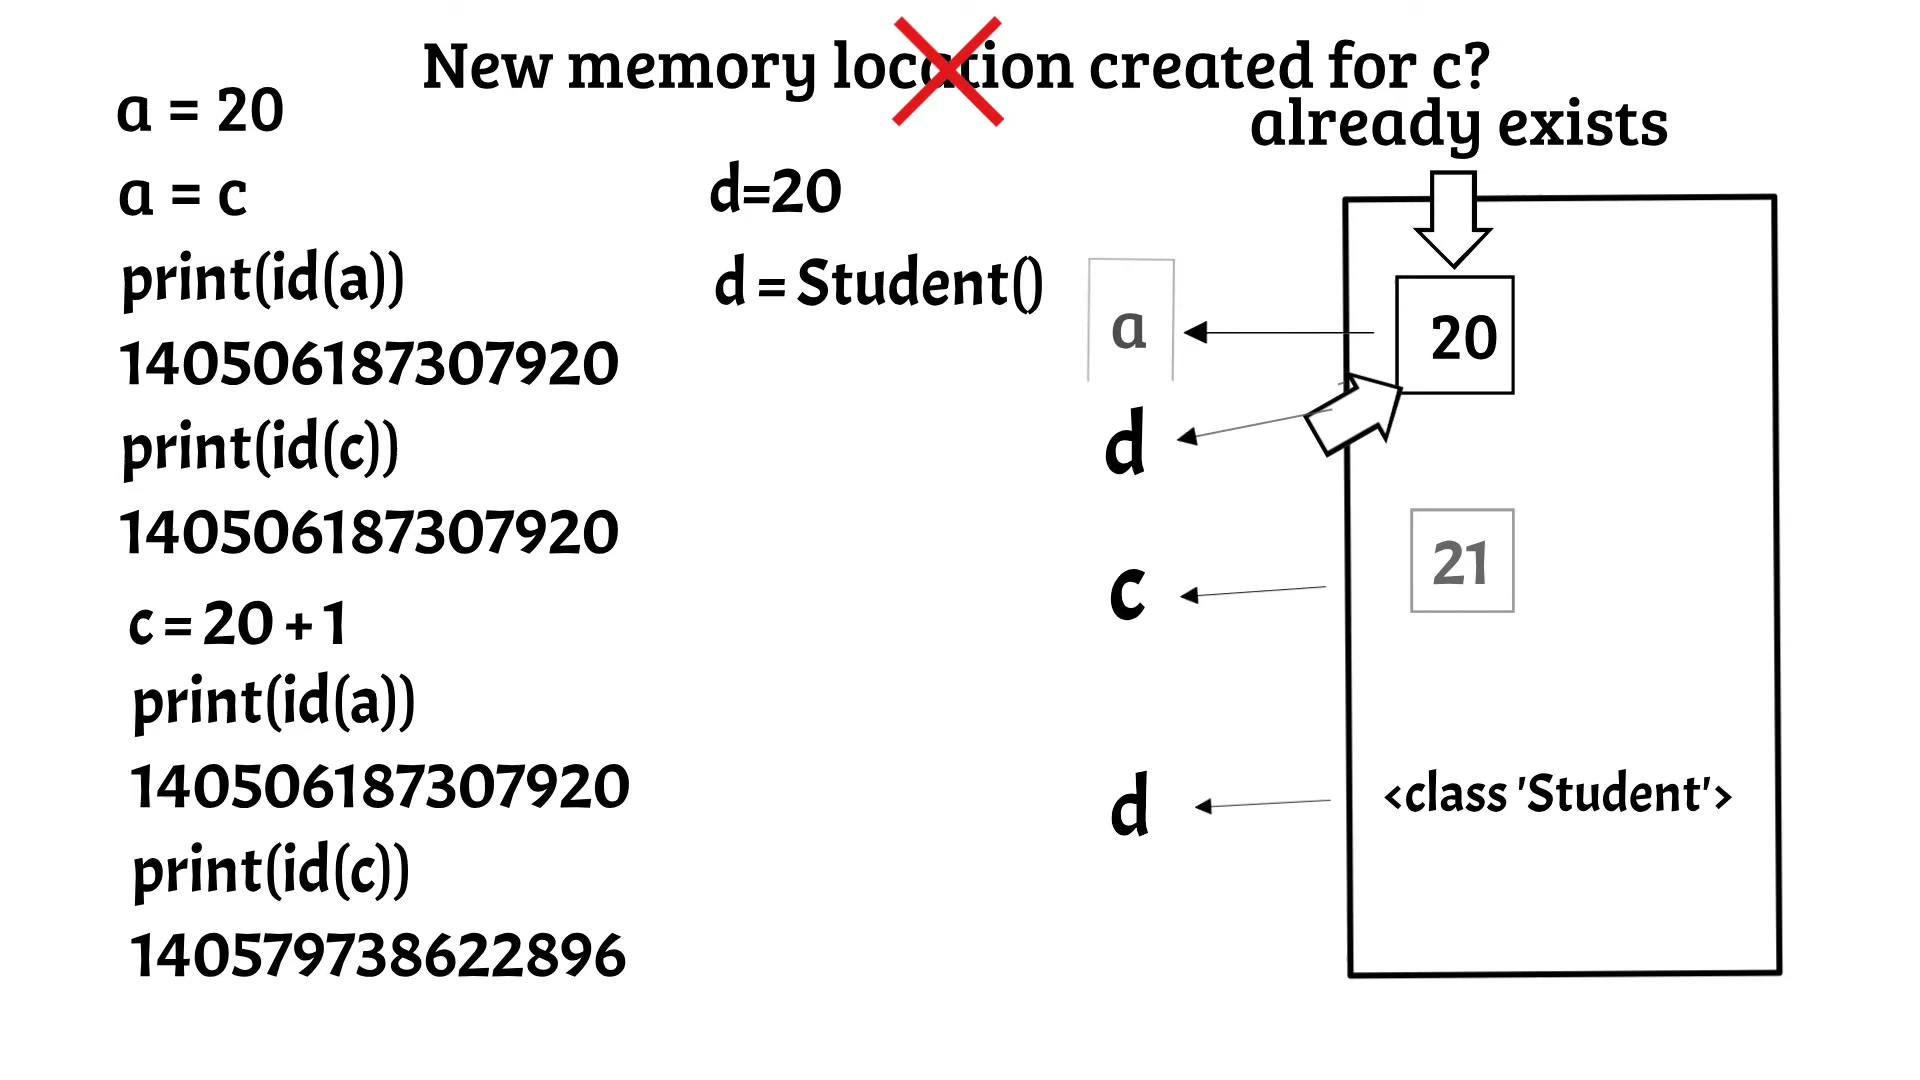 New memory location created for c?
already exists
a = 20
a = c
print(id(a))
140506187307920
print(id(c))
140506187307920
c = 20 + 1
print(id(a))
140506187307920
print(id(c))
140579738622896
d=20
d = Student()
a
d
c
d
20
21
<class 'Student'>